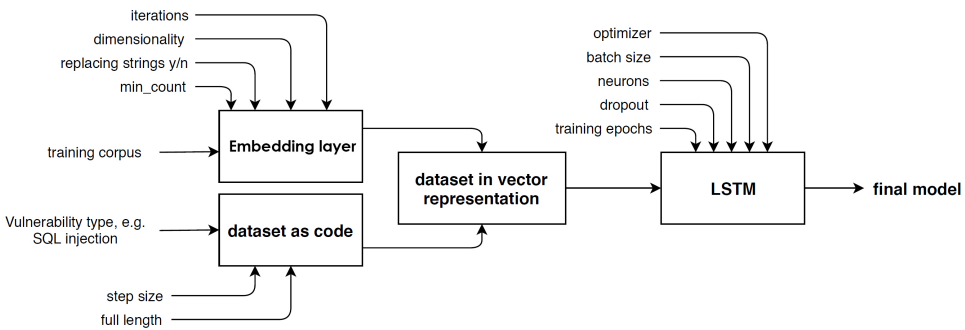 iterations
dimensionality
replacing strings y/n
min_count
training corpus
Embedding layer
Vulnerability type, e.g.
SQL injection
dataset as code
step size
full length
dataset in vector
representation
optimizer
batch size
neurons
dropout
training epochs
LSTM
final model